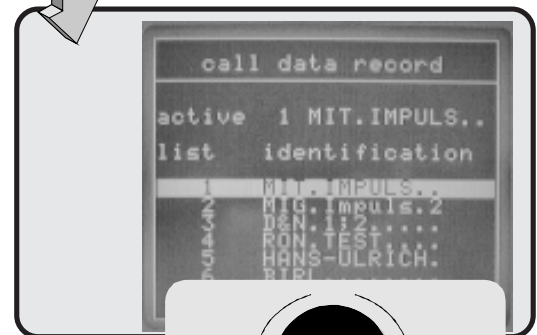 call data record
active 1 MIT.IMPULS..
list identification
1 MIT.IMPULS..
2 MIG.Impuls.2
3 D&N.1;2.....
4 RON.TEST....
5 HANS-ULRICH.
6